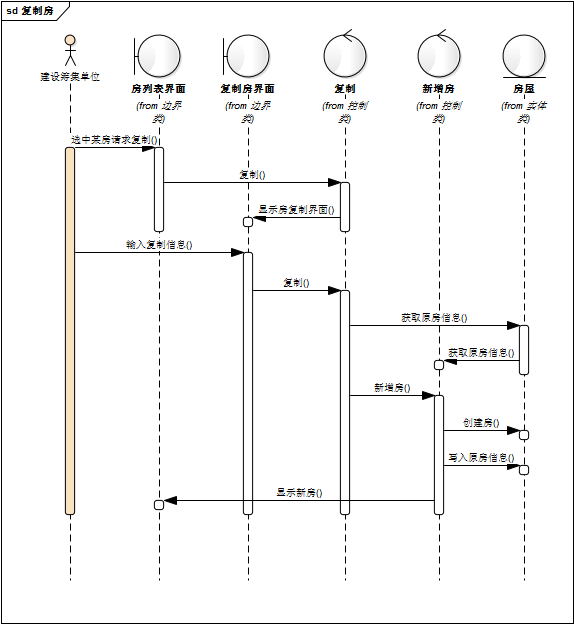 sd 复制房
建设筹集单位
房列表界面
(from 边界
类)
复制房界面
(from 边界
类)
复制
(from 控制
类)
新增房
(from 控制
类)
房屋
(from 实体
类)
选中某房请求复制()
复制()
显示房复制界面()
输入复制信息()
复制()
获取原房信息()
获取原房信息()
新增房()
创建房()
写入原房信息()
显示新房()